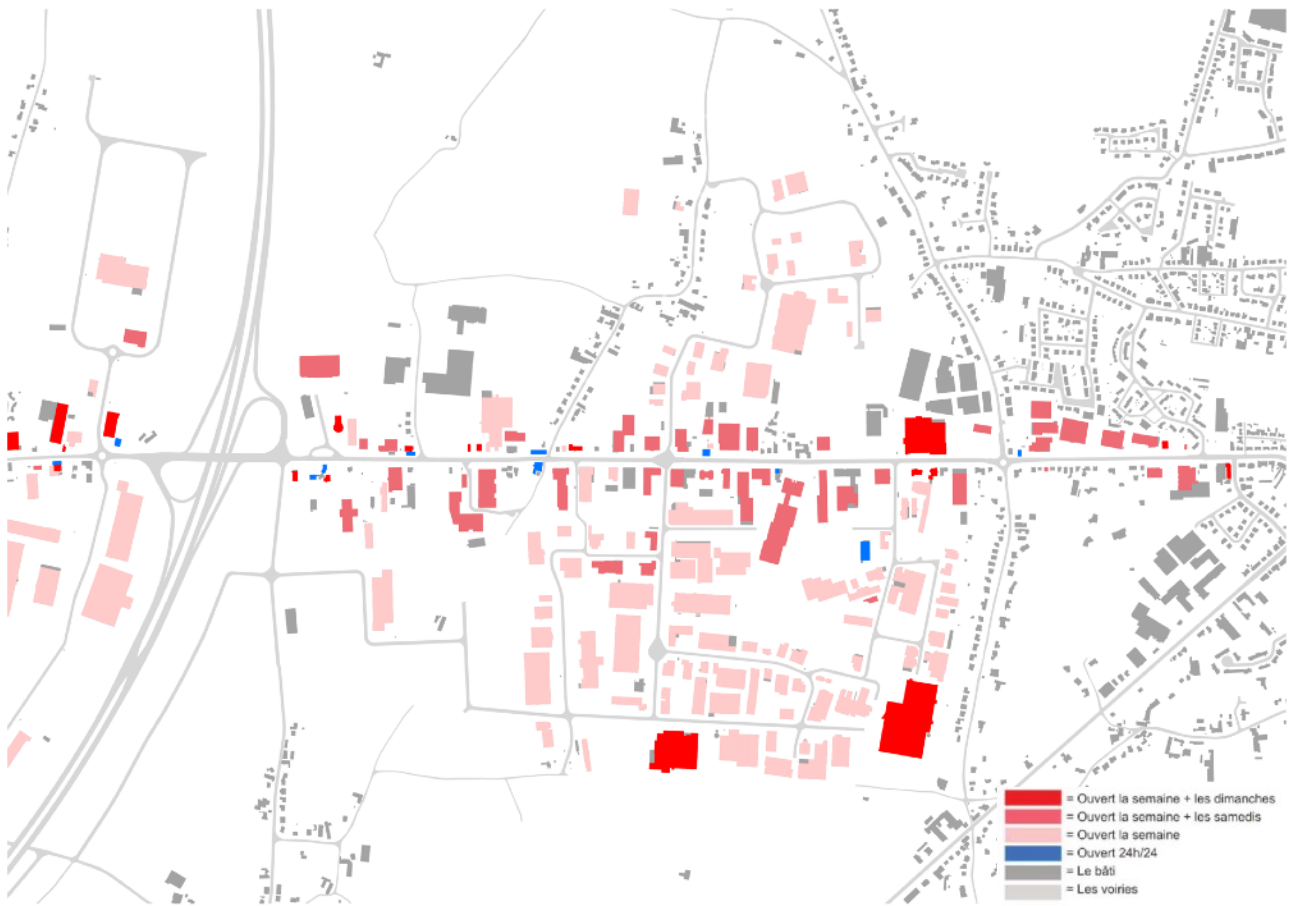 = Ouvert la semaine + les dimanches
= Ouvert la semaine + les samedis
= Ouvert la semaine
= Ouvert 24h/24
= Le bâti
= Les voiries